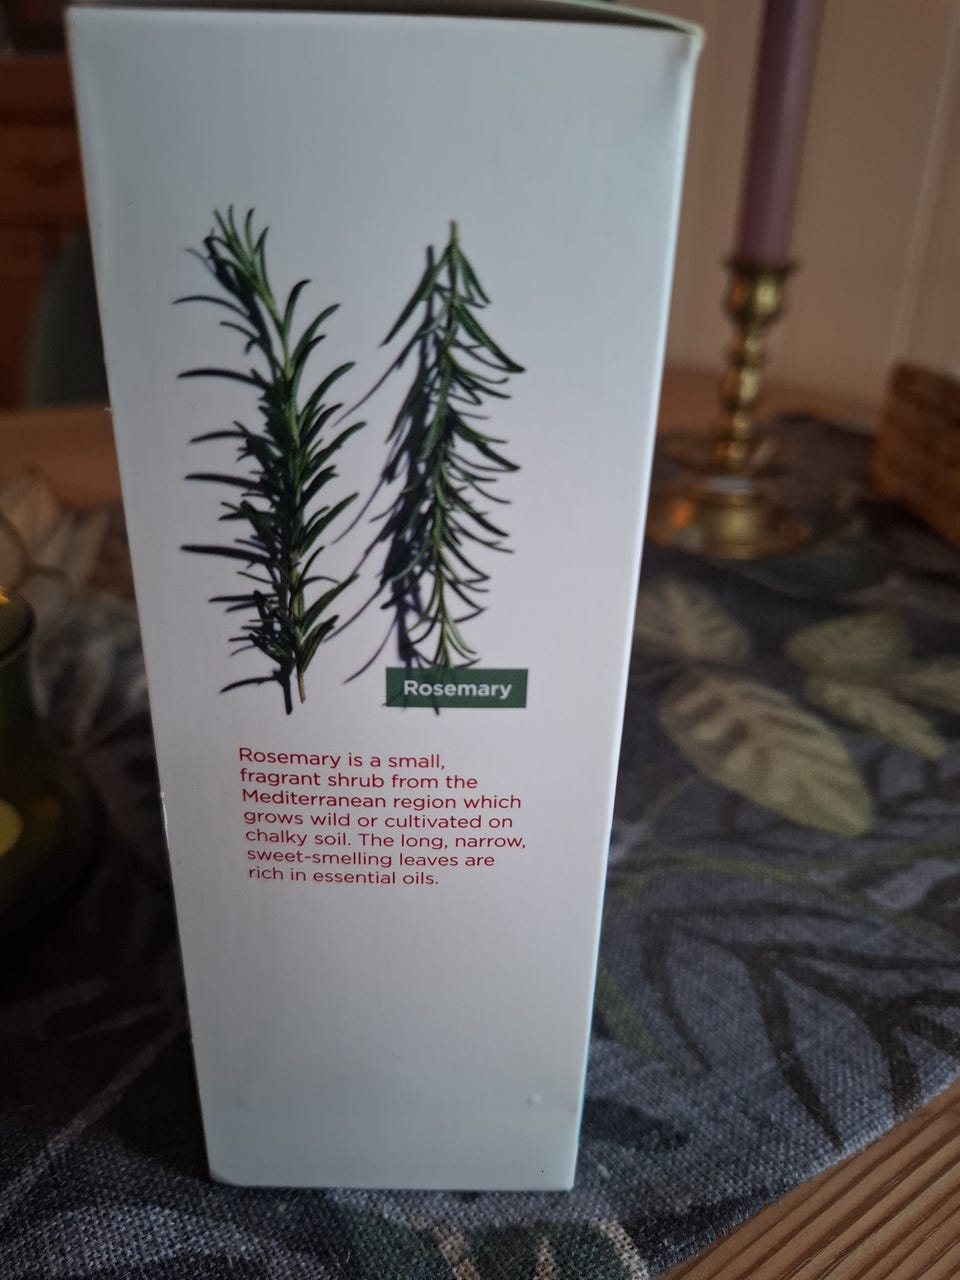 Rosemary
Rosemary is a small,
fragrant shrub from the
Mediterranean region which
grows wild or cultivated on
chalky soil. The long, narrow,
sweet-smelling leaves are
rich in essential oils.